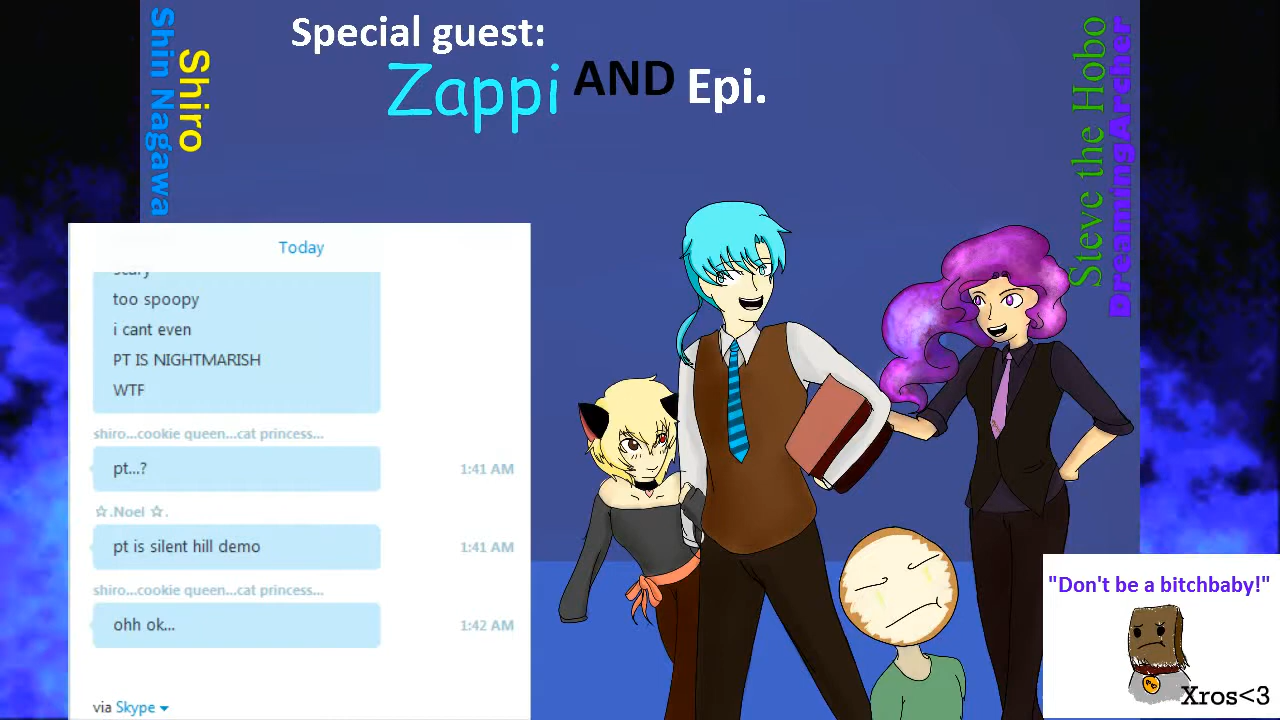 Special guest:
Zappi AND Epi.
Shin Nagawa
Shiro
Steve the Hobo
DreamingArcher
Today
scary
too spoopy
i cant even
PT IS NIGHTMARISH
WTF
shiro...cookie queen...cat princess...
pt...?
1:41 AM
☆.Noel ☆.
pt is silent hill demo
1:41 AM
shiro...cookie queen...cat princess...
ohh ok...
1:42 AM
via Skype
"Don't be a bitchbaby!"
Xros<3